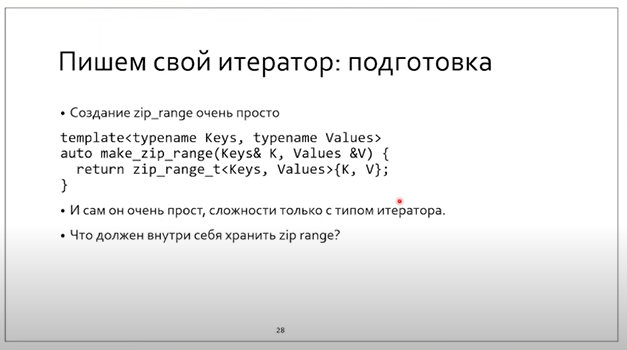 Пишем свой итератор: подготовка
• Создание zip_range очень просто
template<typename Keys, typename Values>
auto make_zip_range(Keys& K, Values &V) {
  return zip_range_t<Keys, Values>{K, V};
}
• И сам он очень прост, сложности только с типом итератора.
• Что должен внутри себя хранить zip range?
28